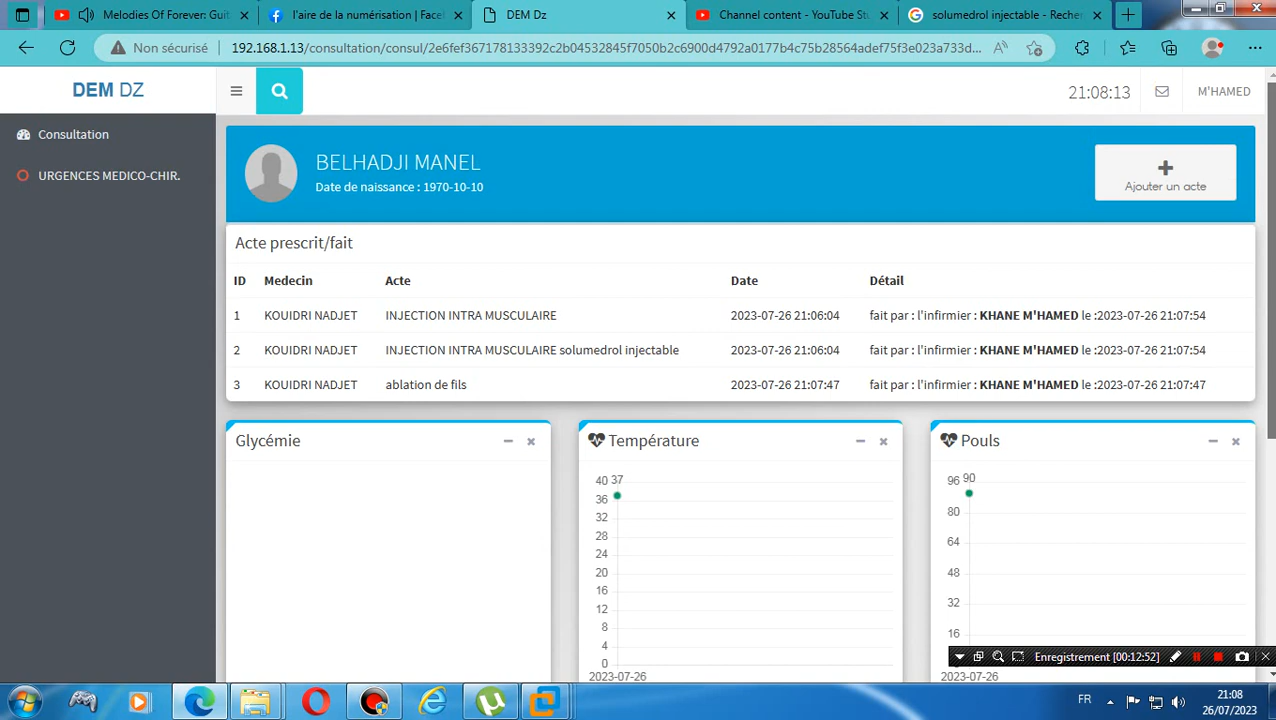 Melodies Of Forever: Guit
l'aire de la numérisation | Facel
DEM Dz
Channel content - YouTube Stu
solumedrol injectable - Recher
Non sécurisé
192.168.1.13/consultation/consul/2e6fef367178133392c2b04532845f7050b2c6900d4792a0177b4c75b28564adef75f3e023a733d...
DEM DZ
21:08:13
M'HAMED
Consultation
URGENCES MEDICO-CHIR.
BELHADJI MANEL
Date de naissance : 1970-10-10
Ajouter un acte
Acte prescrit/fait
ID Medecin Acte Date Détail
1 KOUIDRI NADJET INJECTION INTRA MUSCULAIRE 2023-07-26 21:06:04 fait par : l'infirmier : KHANE M'HAMED le :2023-07-26 21:07:54
2 KOUIDRI NADJET INJECTION INTRA MUSCULAIRE solumedrol injectable 2023-07-26 21:06:04 fait par : l'infirmier : KHANE M'HAMED le :2023-07-26 21:07:54
3 KOUIDRI NADJET ablation de fils 2023-07-26 21:07:47 fait par : l'infirmier : KHANE M'HAMED le :2023-07-26 21:07:47
Glycémie
Température
40 37
36
32
28
24
20
16
12
8
4
0
2023-07-26
Pouls
96 90
80
64
48
32
16
2023-07-26
Enregistrement [00:12:52]
FR
21:08
26/07/2023